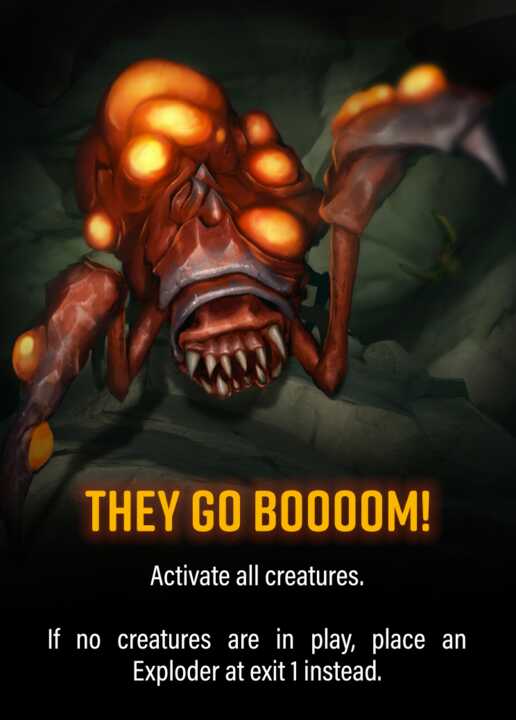 THEY GO BOOOOM!
Activate all creatures.
If no creatures are in play, place an
Exploder at exit 1 instead.